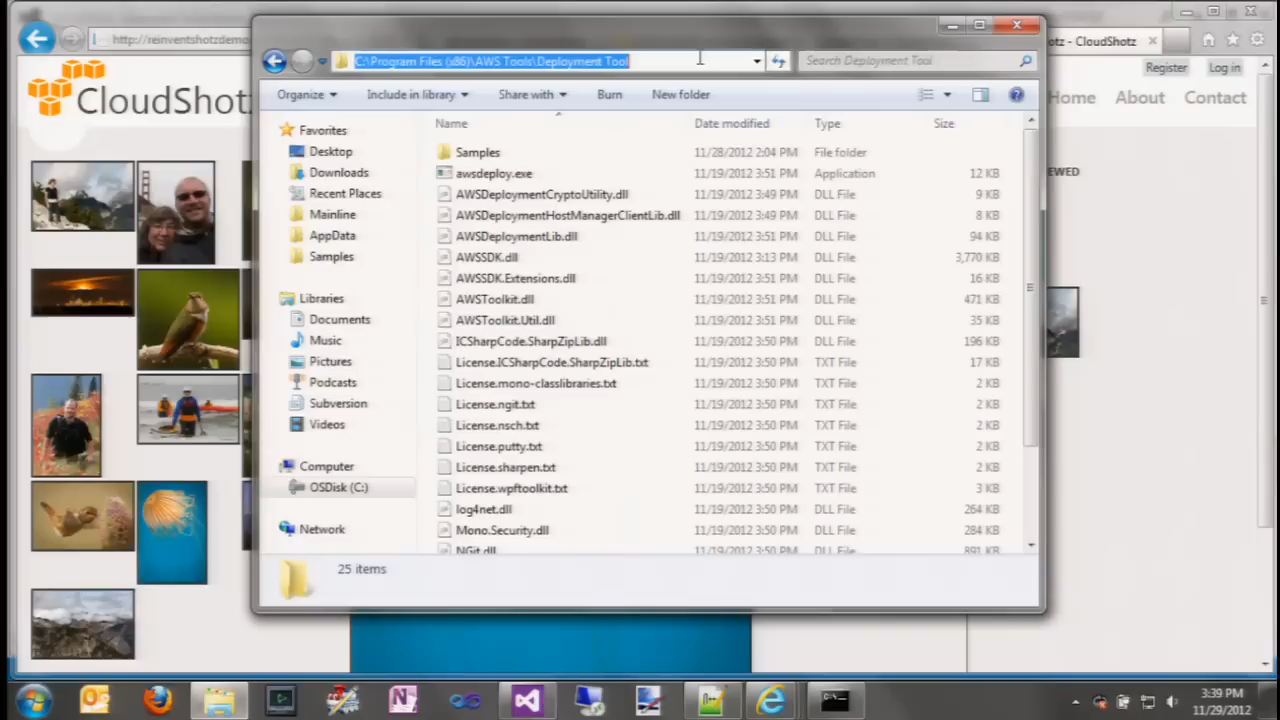 http://reinventshotzdemo
otz - CloudShotz
Register
Log in
CloudShotz
Home
About
Contact
EWED
C:\Program Files (x86)\AWS Tools\Deployment Tool
Search Deployment Tool
Organize
Include in library
Share with
Burn
New folder
Name
Date modified
Type
Size
Favorites
Desktop
Downloads
Recent Places
Mainline
AppData
Samples
Libraries
Documents
Music
Pictures
Podcasts
Subversion
Videos
Computer
OSDisk (C:)
Network
Samples 11/28/2012 2:04 PM File folder
awsdeploy.exe 11/19/2012 3:51 PM Application 12 KB
AWSDeploymentCryptoUtility.dll 11/19/2012 3:49 PM DLL File 9 KB
AWSDeploymentHostManagerClientLib.dll 11/19/2012 3:49 PM DLL File 8 KB
AWSDeploymentLib.dll 11/19/2012 3:51 PM DLL File 94 KB
AWSSDK.dll 11/19/2012 3:13 PM DLL File 3,770 KB
AWSSDK.Extensions.dll 11/19/2012 3:51 PM DLL File 16 KB
AWSToolkit.dll 11/19/2012 3:51 PM DLL File 471 KB
AWSToolkit.Util.dll 11/19/2012 3:51 PM DLL File 35 KB
ICSharpCode.SharpZipLib.dll 11/19/2012 3:50 PM DLL File 196 KB
License.ICSharpCode.SharpZipLib.txt 11/19/2012 3:50 PM TXT File 17 KB
License.mono-classlibraries.txt 11/19/2012 3:50 PM TXT File 2 KB
License.ngit.txt 11/19/2012 3:50 PM TXT File 2 KB
License.nsch.txt 11/19/2012 3:50 PM TXT File 2 KB
License.putty.txt 11/19/2012 3:50 PM TXT File 2 KB
License.sharpen.txt 11/19/2012 3:50 PM TXT File 2 KB
License.wpftoolkit.txt 11/19/2012 3:50 PM TXT File 3 KB
log4net.dll 11/19/2012 3:50 PM DLL File 264 KB
Mono.Security.dll 11/19/2012 3:50 PM DLL File 284 KB
NGit.dll 11/19/2012 3:50 PM DLL File 891 KB
25 items
3:39 PM
11/29/2012